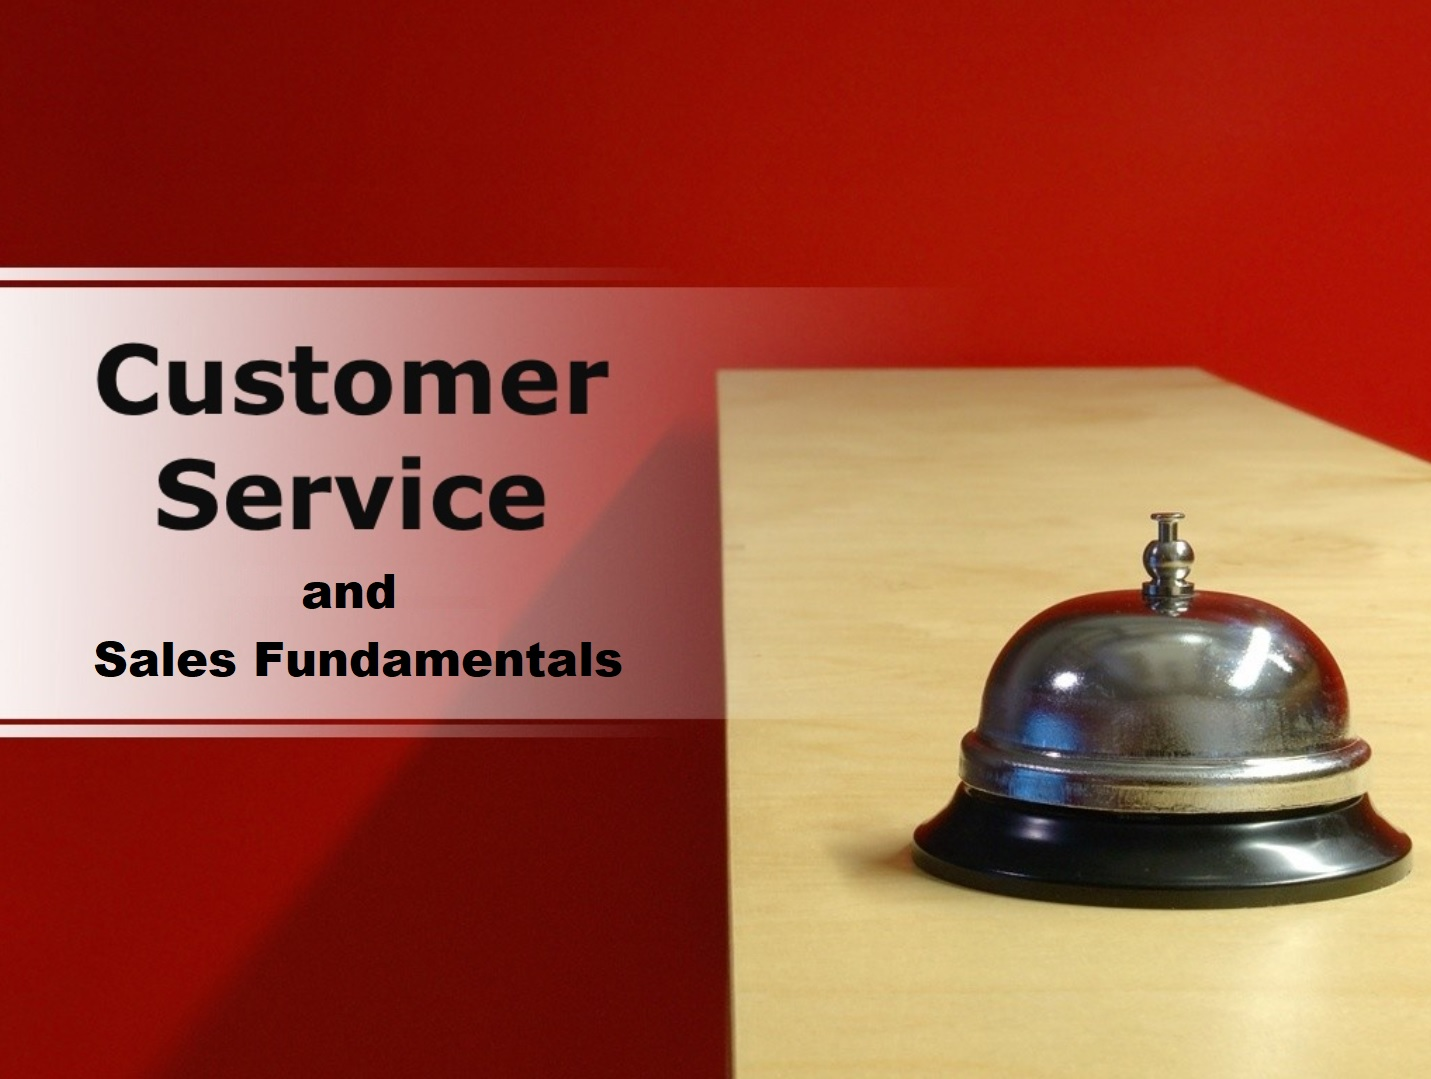 Customer
Service
and
Sales Fundamentals